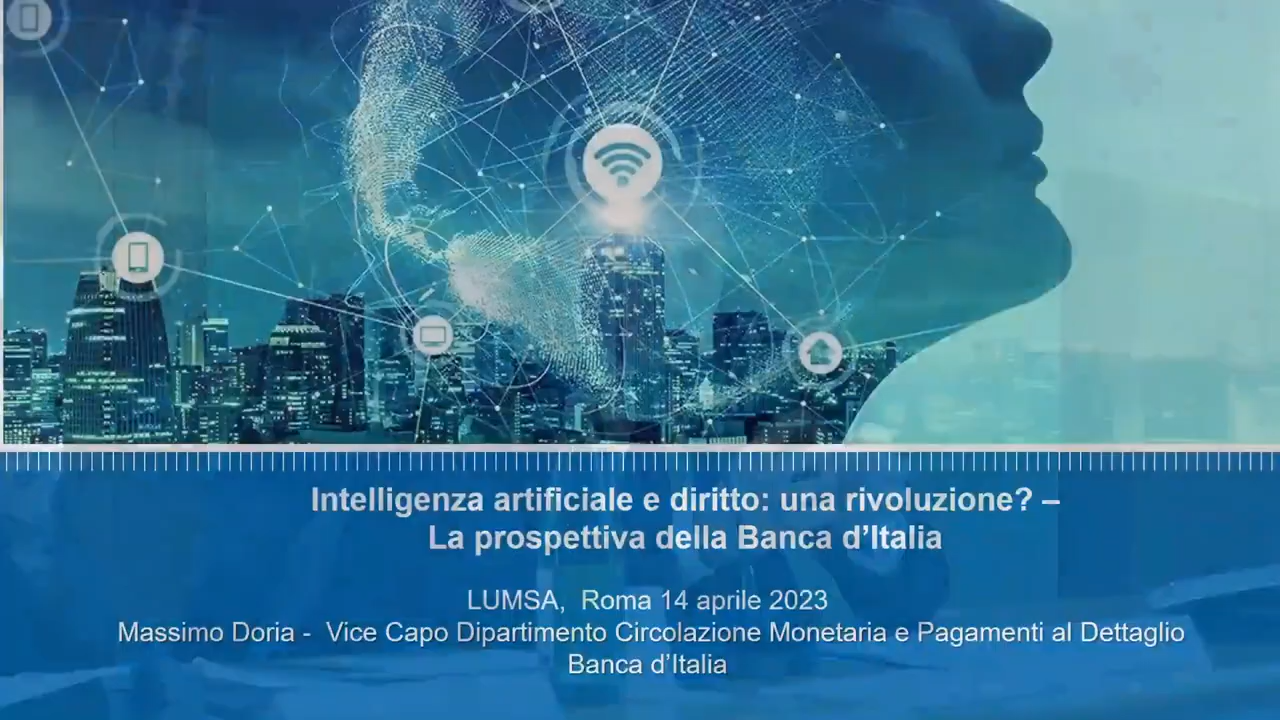 Intelligenza artificiale e diritto: una rivoluzione? –
La prospettiva della Banca d’Italia
LUMSA, Roma 14 aprile 2023
Massimo Doria - Vice Capo Dipartimento Circolazione Monetaria e Pagamenti al Dettaglio
Banca d’Italia